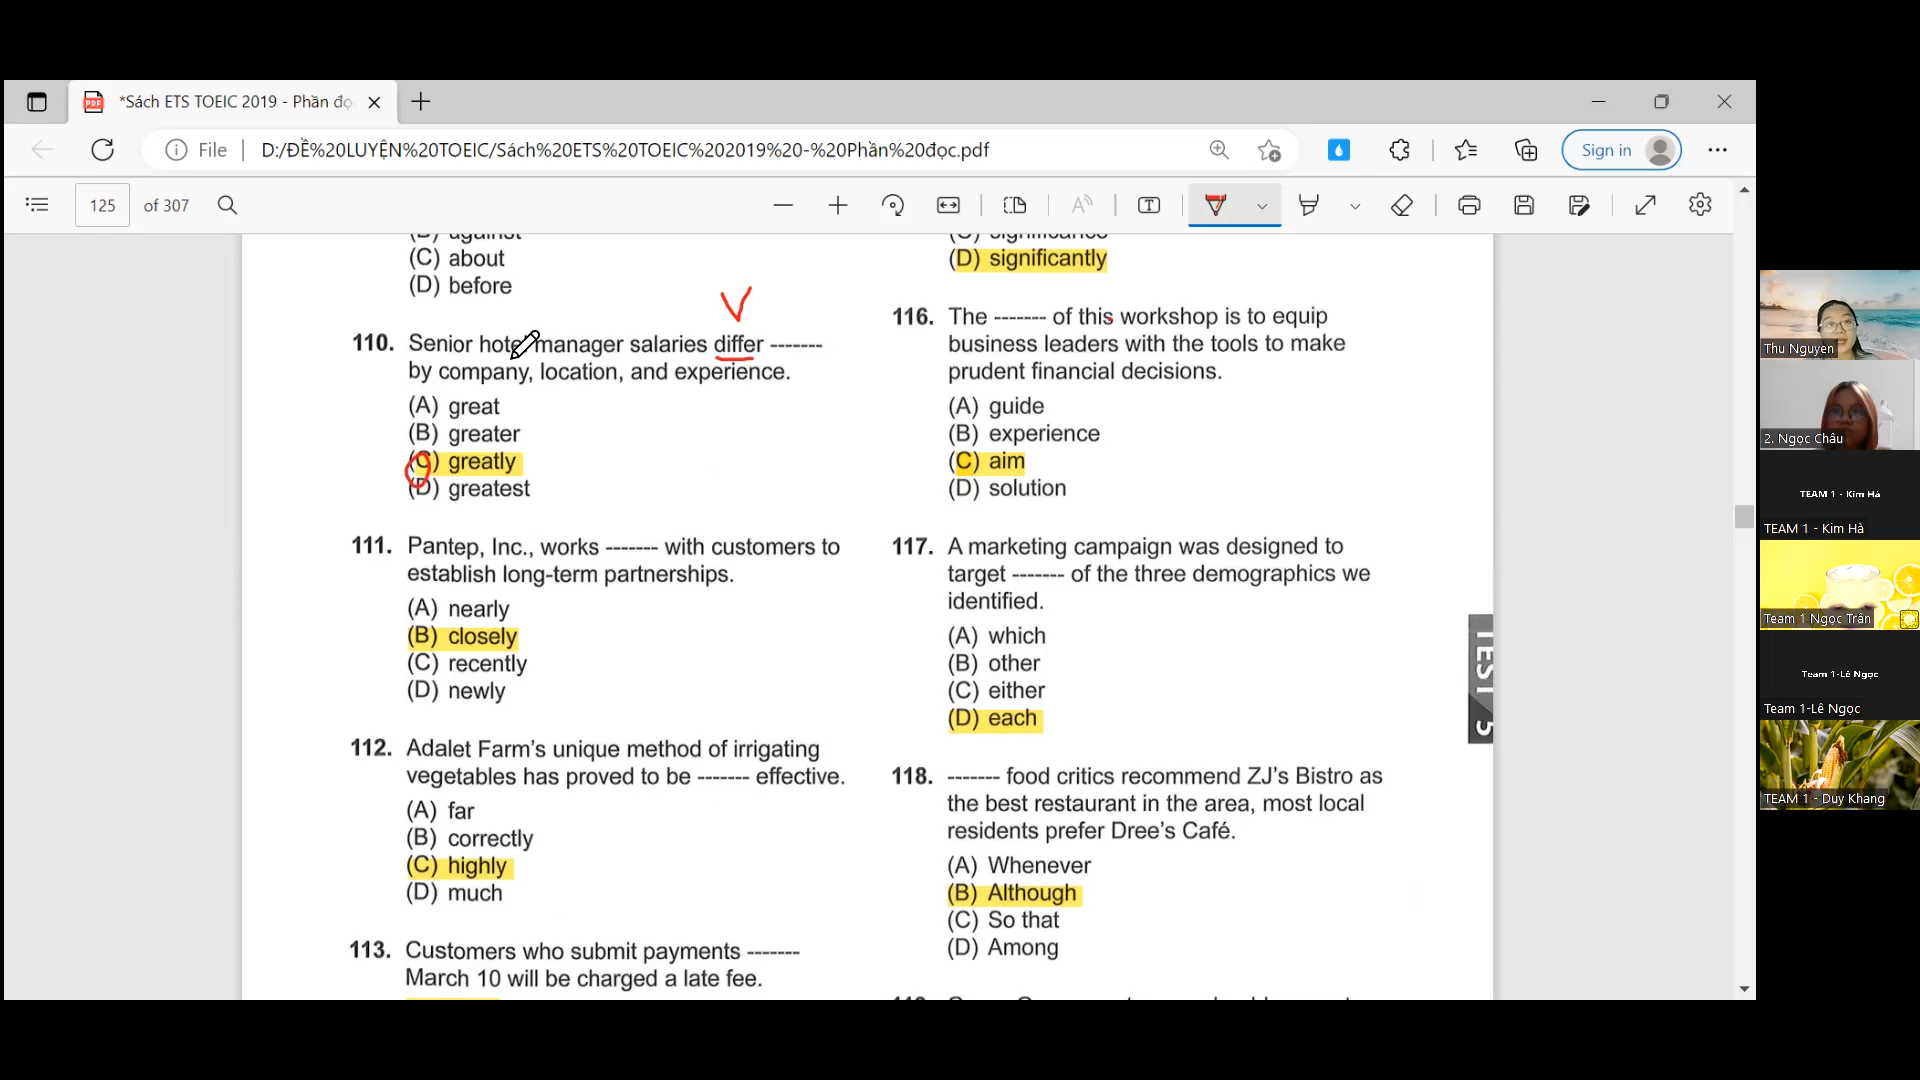 *Sách ETS TOEIC 2019 - Phần đọ
File
D:/ĐỀ%20LUYỆN%20TOEIC/Sách%20ETS%20TOEIC%202019%20-%20Phần%20đọc.pdf
Sign in
125 of 307
(B) against
(C) about
(D) before
V
110. Senior hotel manager salaries differ -------
by company, location, and experience.
(A) great
(B) greater
(C) greatly
(D) greatest
111. Pantep, Inc., works ------- with customers to
establish long-term partnerships.
(A) nearly
(B) closely
(C) recently
(D) newly
112. Adalet Farm's unique method of irrigating
vegetables has proved to be ------- effective.
(A) far
(B) correctly
(C) highly
(D) much
113. Customers who submit payments -------
March 10 will be charged a late fee.
(C) significance
(D) significantly
116. The ------- of this workshop is to equip
business leaders with the tools to make
prudent financial decisions.
(A) guide
(B) experience
(C) aim
(D) solution
117. A marketing campaign was designed to
target ------- of the three demographics we
identified.
(A) which
(B) other
(C) either
(D) each
118. ------- food critics recommend ZJ's Bistro as
the best restaurant in the area, most local
residents prefer Dree's Café.
(A) Whenever
(B) Although
(C) So that
(D) Among
TEST 5
Thu Nguyen
2. Ngọc Châu
TEAM 1 - Kim Hà
TEAM 1 - Kim Hà
Team 1 Ngọc Trân
Team 1-Lê Ngọc
Team 1-Lê Ngọc
TEAM 1 - Duy Khang